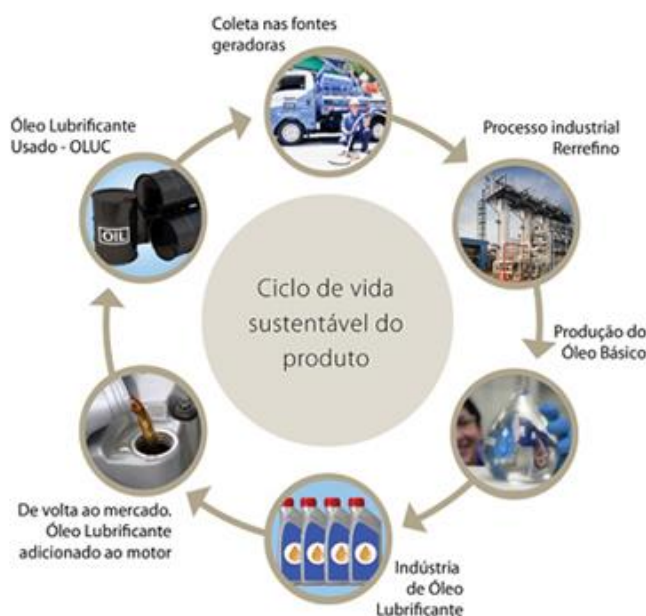 Coleta nas fontes
geradoras
Óleo Lubrificante
Usado - OLUC
Processo industrial
Rerrefino
OIL
Ciclo de vida
sustentável do
produto
Produção do
Óleo Básico
De volta ao mercado.
Óleo Lubrificante
adicionado ao motor
Indústria
de Óleo
Lubrificante